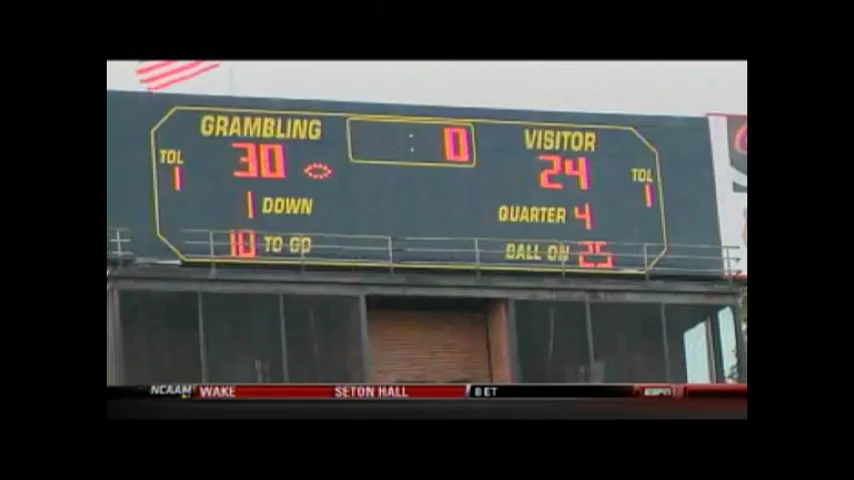 GRAMBLING : 0 VISITOR
TOL 30 24 TOL
1 1
1 DOWN QUARTER 4
10 TO GO BALL ON 25
NCAAM WAKE SETON HALL BET ESPN